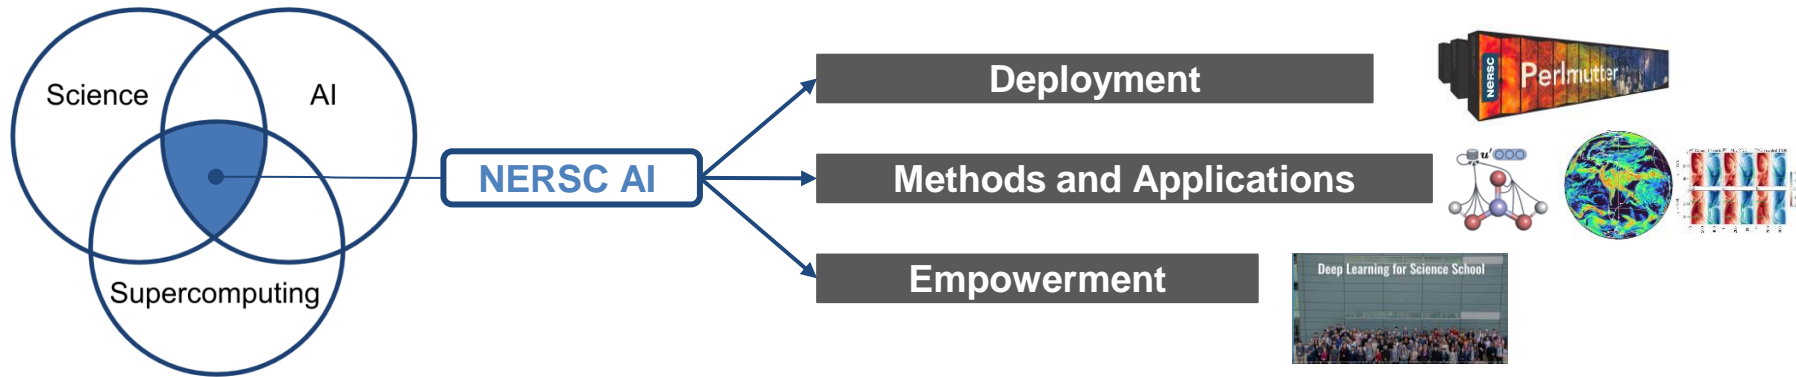 Science
AI
Supercomputing
NERSC AI
Deployment
NERSC
Perlmutter
Methods and Applications
u'
Empowerment
Deep Learning for Science School